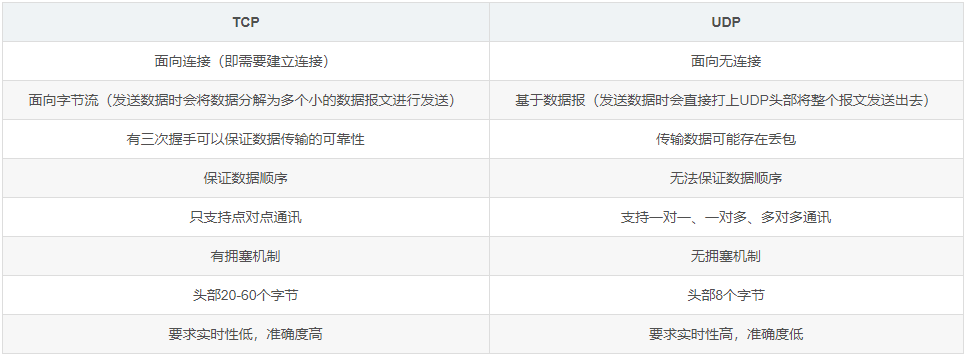 TCP UDP
面向连接（即需要建立连接） 面向无连接
面向字节流（发送数据时会将数据分解为多个小的数据报文进行发送） 基于数据报（发送数据时会直接打上UDP头部将整个报文发送出去）
有三次握手可以保证数据传输的可靠性 传输数据可能存在丢包
保证数据顺序 无法保证数据顺序
只支持点对点通讯 支持一对一、一对多、多对多通讯
有拥塞机制 无拥塞机制
头部20-60个字节 头部8个字节
要求实时性低，准确度高 要求实时性高，准确度低